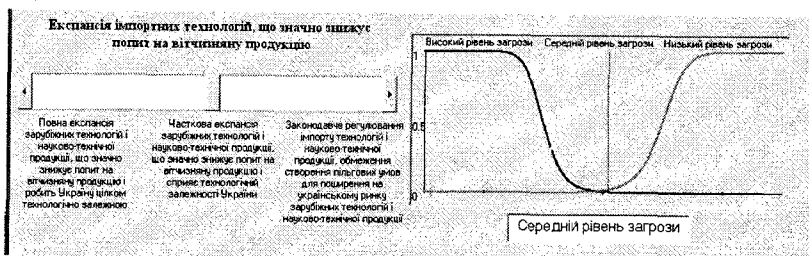 Експансія імпортних технологій, що значно знижує
попит на вітчизняну продукцію
Повна експансія
зарубіжних технологій і
науково-технічної
продукції, що значно
знижує попит на
вітчизняну продукцію і
робить Україну цілком
технологічно залежною
Часткова експансія
зарубіжних технологій і
науково-технічної продукції,
що значно знижує попит на
вітчизняну продукцію і
сприяє технологічній
залежності України
Законодавче регулювання
імпорту технологій і
науково-технічної
продукції, обмеження
створення пільгових умов
для поширення на
українському ринку
зарубіжних технологій і
науково-технічної продукції
Високий рівень загрози Середній рівень загрози Низький рівень загрози
1
0.5
0
Середній рівень загрози